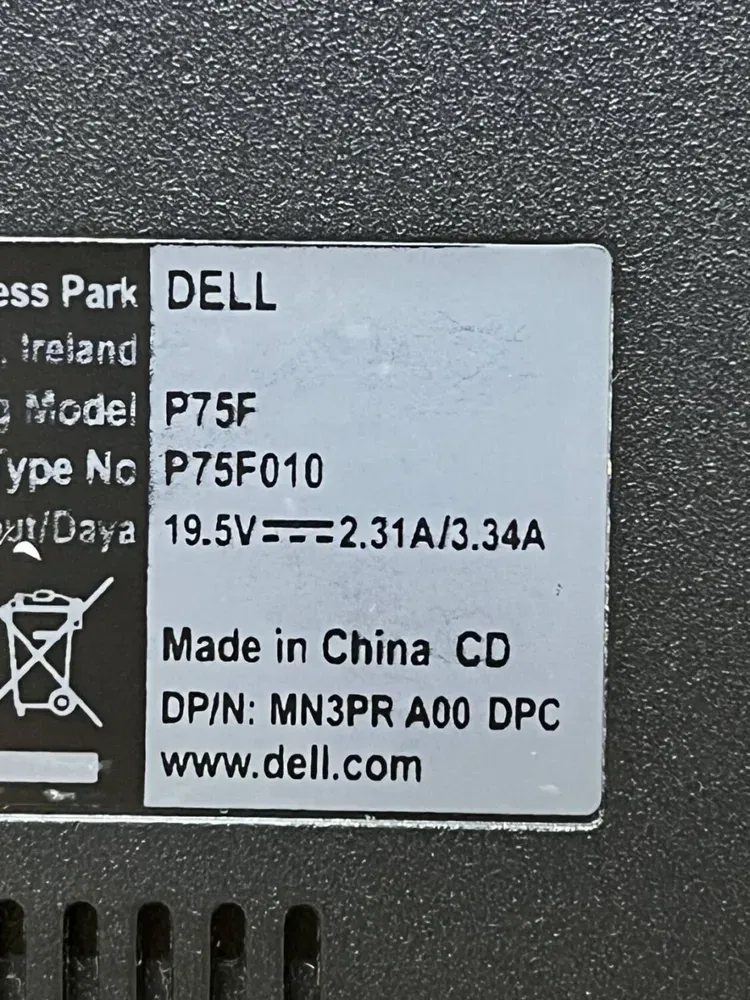 ess Park DELL
, Ireland
g Model P75F
Type No P75F010
put/Daya 19.5V 2.31A/3.34A
Made in China CD
DP/N: MN3PR A00 DPC
www.dell.com